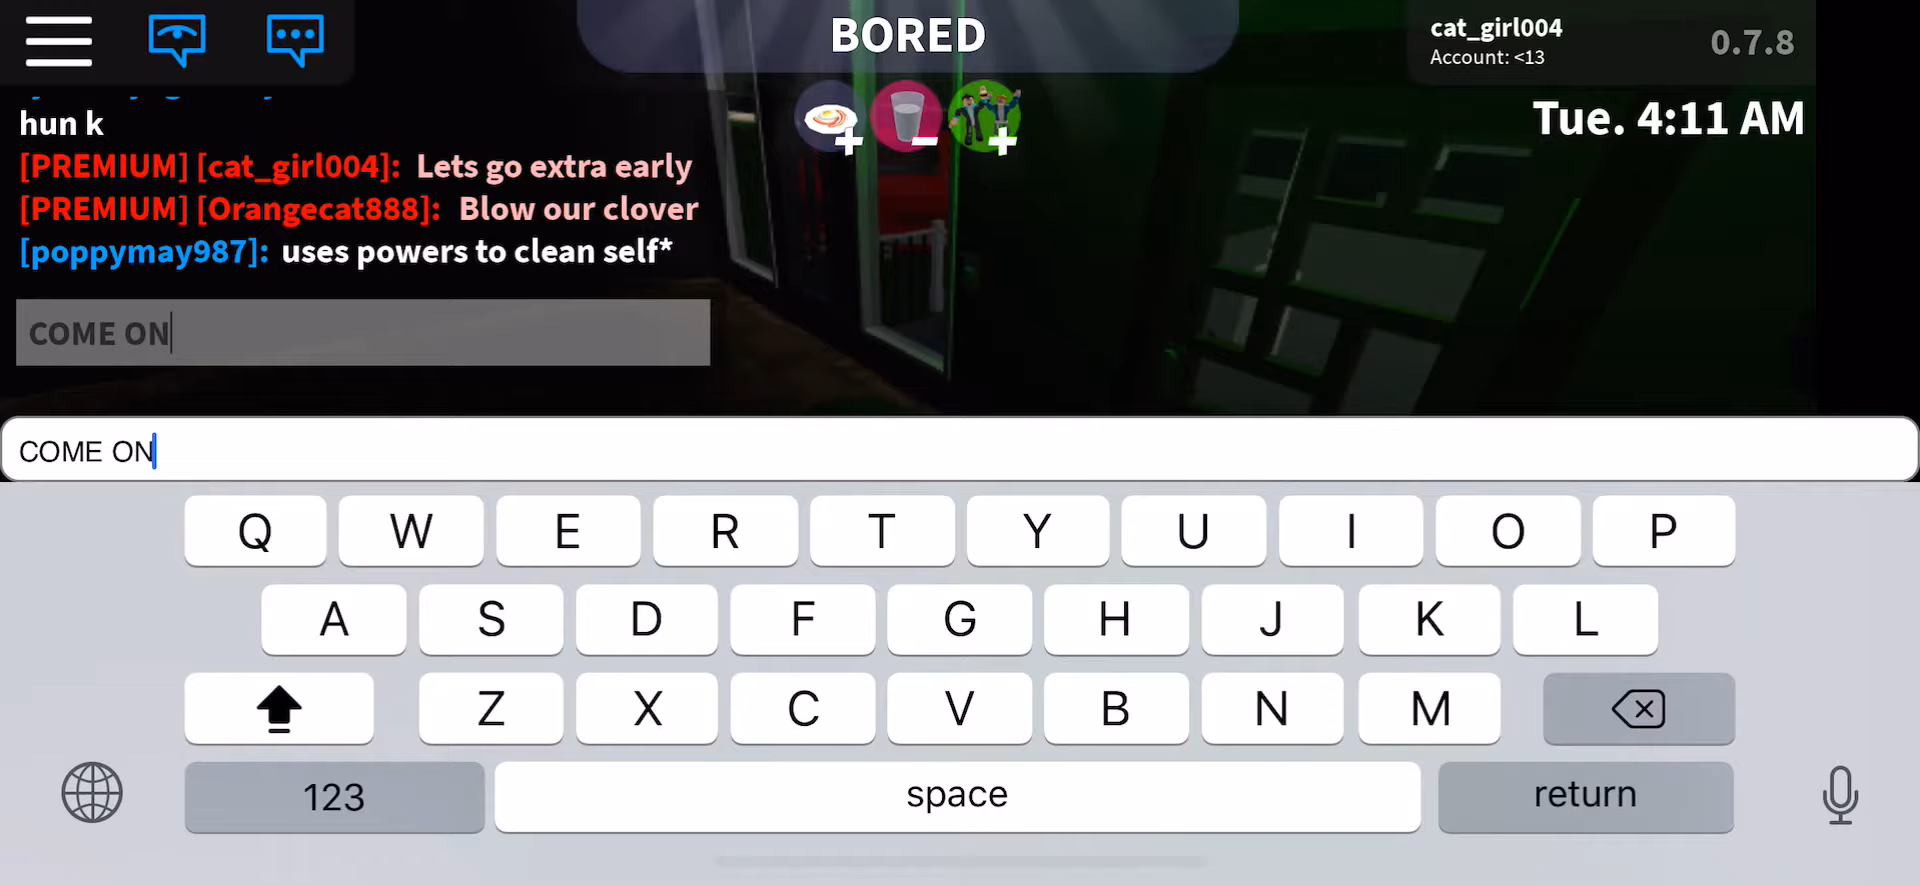 BORED
cat_girl004
Account: <13
0.7.8
Tue. 4:11 AM
hun k
[PREMIUM] [cat_girl004]: Lets go extra early
[PREMIUM] [Orangecat888]: Blow our clover
[poppymay987]: uses powers to clean self*
COME ON
COME ON
Q W E R T Y U I O P
A S D F G H J K L
Z X C V B N M
123 space return